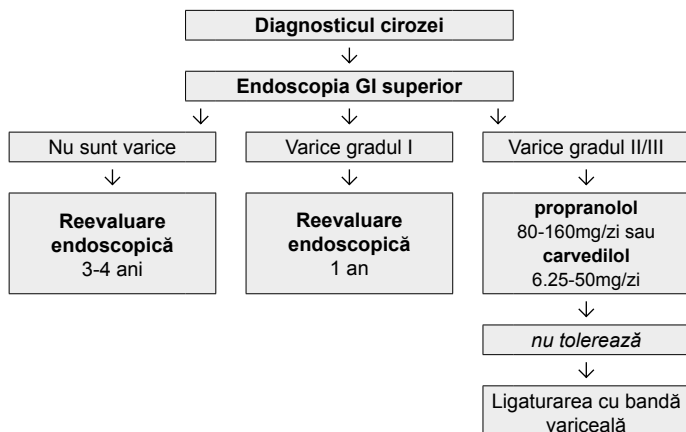 Diagnosticul cirozei
Endoscopia GI superior
Nu sunt varice
Varice gradul I
Varice gradul II/III
Reevaluare
endoscopică
3-4 ani
Reevaluare
endoscopică
1 an
propranolol
80-160mg/zi sau
carvedilol
6.25-50mg/zi
nu tolerează
Ligaturarea cu bandă
variceală